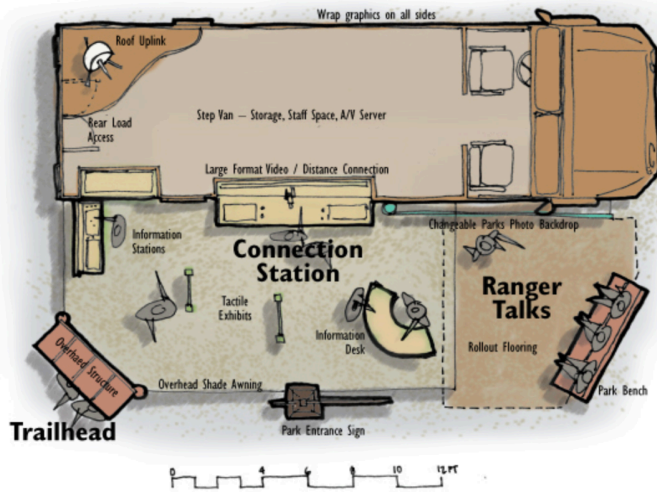 Wrap graphics on all sides
Roof Uplink
Rear Load
Access
Step Van – Storage, Staff Space, A/V Server
Large Format Video / Distance Connection
Changeable Parks Photo Backdrop
Information
Stations
Connection
Station
Ranger
Talks
Tactile
Exhibits
Information
Desk
Rollout Flooring
Overhand Structure
Overhead Shade Awning
Park Bench
Trailhead
Park Entrance Sign
0 4 6 8 10 12 FT